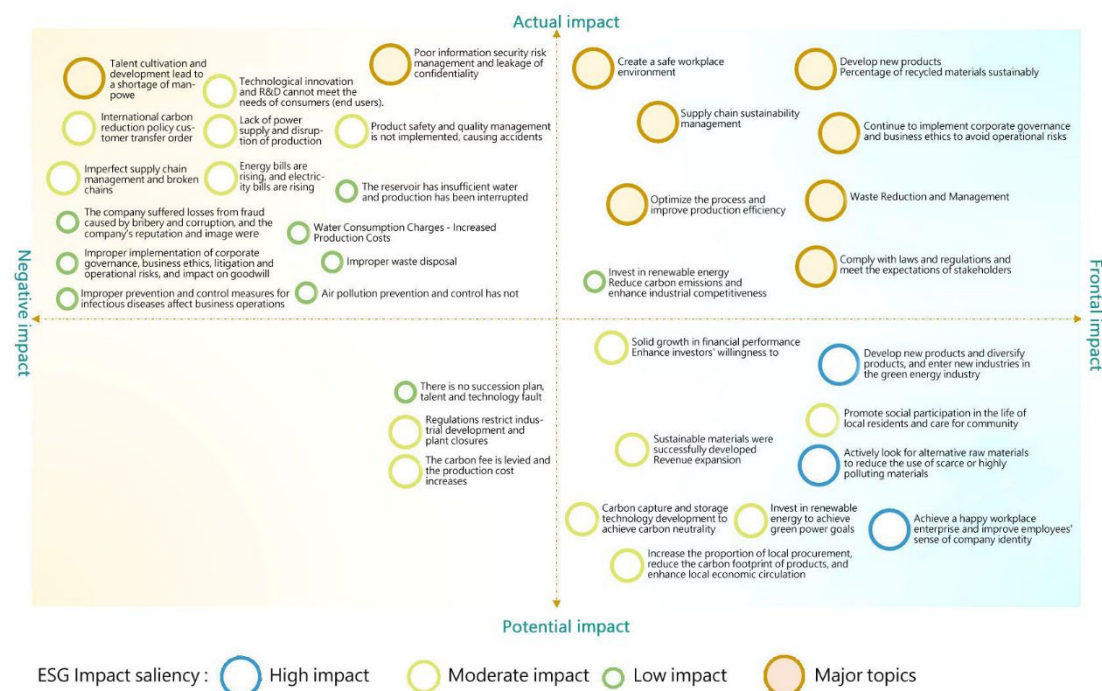 Actual impact
Talent cultivation and
development lead to
a shortage of man-
powe
Technological innovation
and R&D cannot meet the
needs of consumers (end users).
Poor information security risk
management and leakage of
confidentiality
International carbon
reduction policy cus-
tomer transfer order
Lack of power
supply and disrup-
tion of production
Product safety and quality management
is not implemented, causing accidents
Imperfect supply chain
management and broken
chains
Energy bills are
rising, and electric-
ity bills are rising
The reservoir has insufficient water
and production has been interrupted
The company suffered losses from fraud
caused by bribery and corruption, and the
company's reputation and image were
Water Consumption Charges - Increased
Production Costs
Improper implementation of corporate
governance, business ethics, litigation and
operational risks, and impact on goodwill
Improper waste disposal
Improper prevention and control measures for
infectious diseases affect business operations
Air pollution prevention and control has not
Create a safe workplace
environment
Develop new products
Percentage of recycled materials sustainably
Supply chain sustainability
management
Continue to implement corporate governance
and business ethics to avoid operational risks
Optimize the process and
improve production efficiency
Waste Reduction and Management
Invest in renewable energy
Reduce carbon emissions and
enhance industrial competitiveness
Comply with laws and regulations and
meet the expectations of stakeholders
Negative impact
Frontal impact
There is no succession plan,
talent and technology fault
Regulations restrict indus-
trial development and
plant closures
The carbon fee is levied and
the production cost
increases
Solid growth in financial performance
Enhance investors' willingness to
Develop new products and diversify
products, and enter new industries in
the green energy industry
Promote social participation in the life of
local residents and care for community
Sustainable materials were
successfully developed
Revenue expansion
Actively look for alternative raw materials
to reduce the use of scarce or highly
polluting materials
Carbon capture and storage
technology development to
achieve carbon neutrality
Invest in renewable
energy to achieve
green power goals
Achieve a happy workplace
enterprise and improve employees'
sense of company identity
Increase the proportion of local procurement,
reduce the carbon footprint of products, and
enhance local economic circulation
Potential impact
ESG Impact saliency :
High impact
Moderate impact
Low impact
Major topics